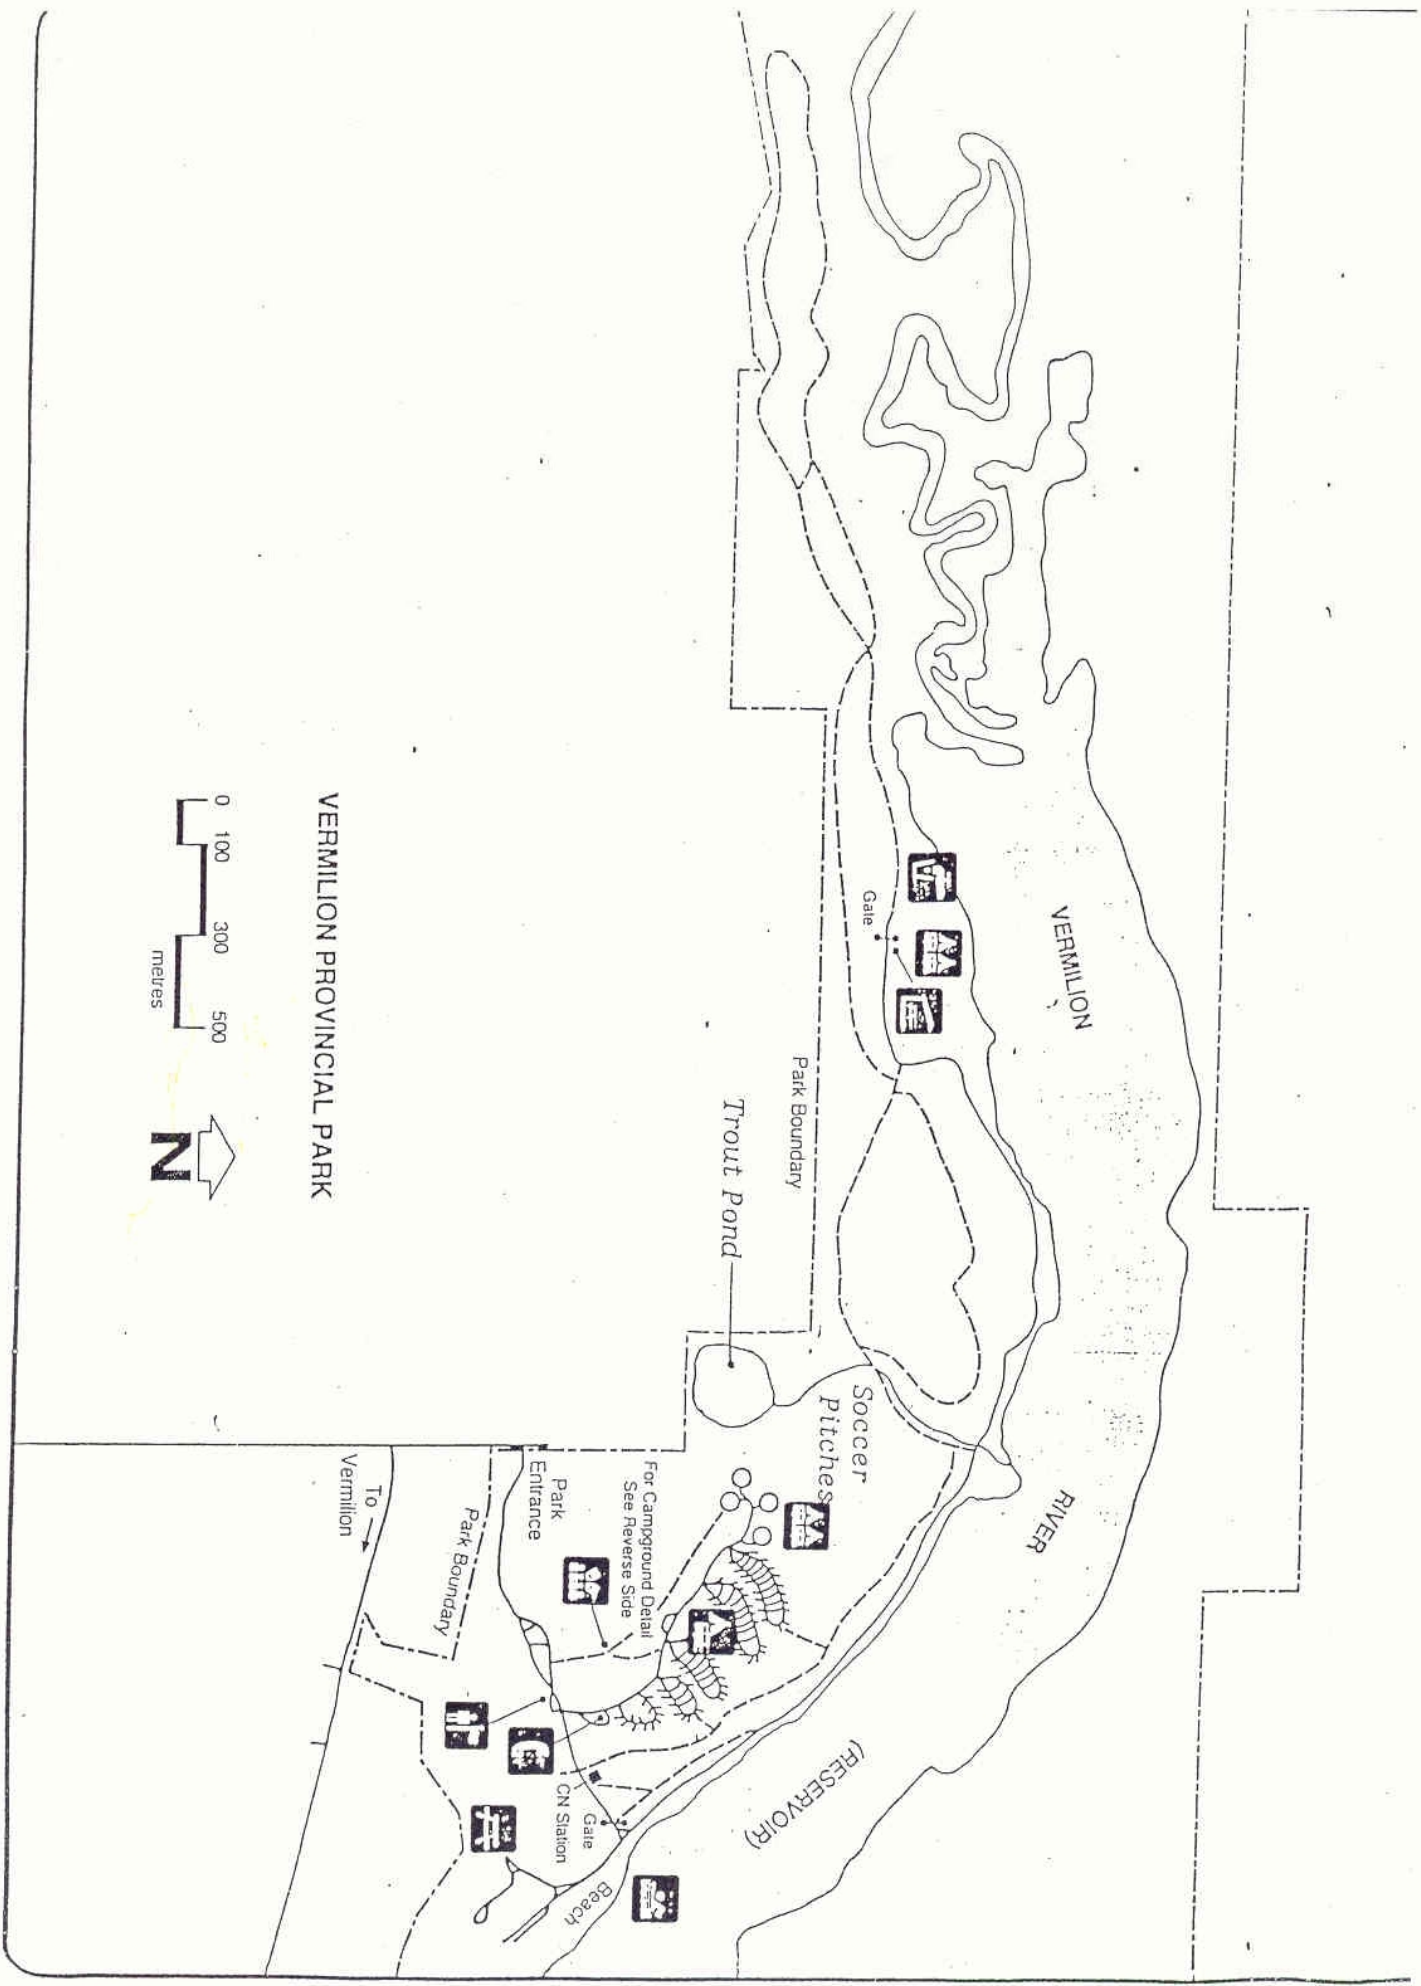 VERMILION
RIVER
(RESERVOIR)
Gate
Park Boundary
Trout Pond
Soccer
Pitches
For Campground Detail
See Reverse Side
Park
Entrance
Park Boundary
To
Vermilion
CN Station
Gate
Beach
VERMILION PROVINCIAL PARK
0 100 300 500
metres
N